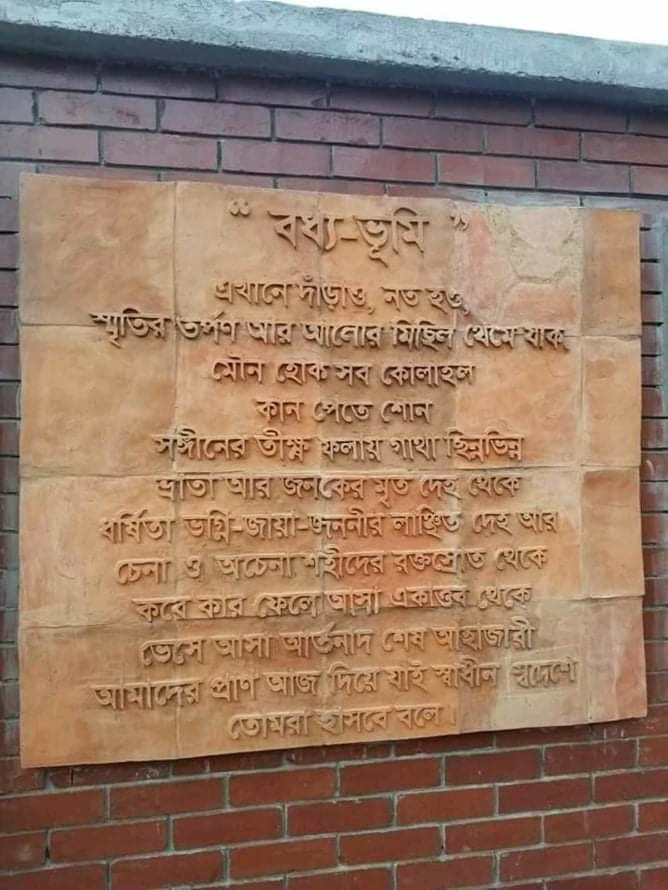 “ বধ্য-ভূমি ”
এখানে দাঁড়াও, নত হও,
স্মৃতির তর্পণ আর আলোর মিছিল থেমে যাক
মৌন হোক সব কোলাহল
কান পেতে শোন
সঙ্গীনের তীক্ষ্ণ ফলায় গাথা ছিন্নভিন্ন
ভ্রাতা আর জনকের মৃত দেহ থেকে
ধর্ষিতা ভগ্নি-জায়া-জননীর লাঞ্ছিত দেহ আর
চেনা ও অচেনা শহীদের রক্তস্রোত থেকে
কবে কার ফেলে আসা একাত্তর থেকে
ভেসে আসা আর্তনাদ শেষ আহাজারী
আমাদের প্রাণ আজ দিয়ে যাই স্বাধীন স্বদেশে
তোমরা হাসবে বলে।